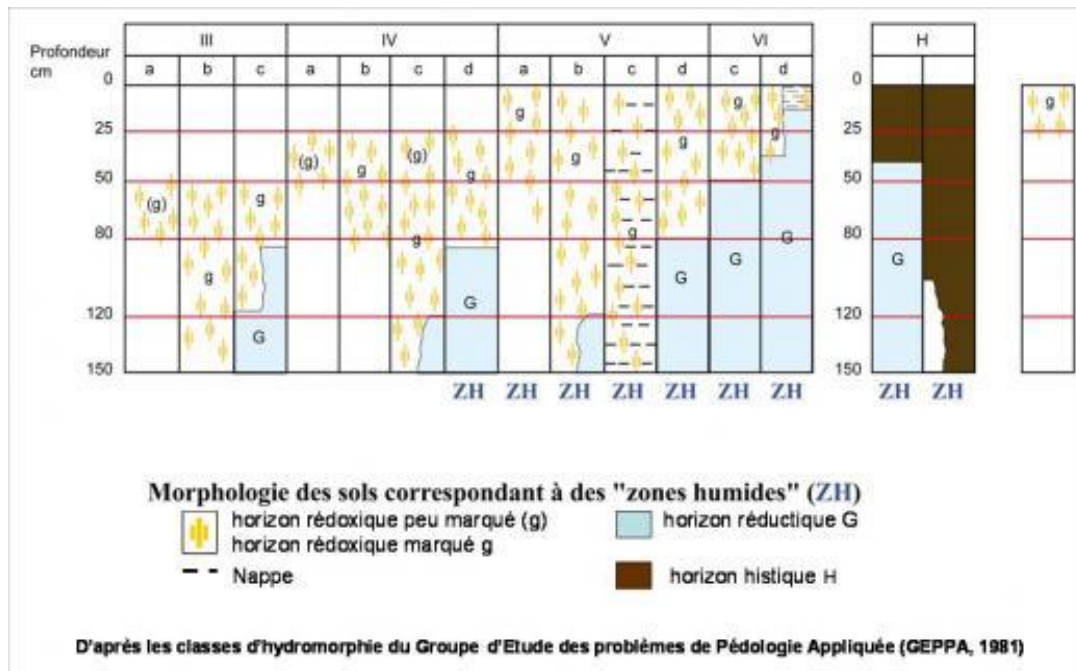 III IV V VI H
Profondeur
cm
a b c a b c d a b c d c d
0 0
g g g g
25 25
(g) (g) g g g g
50 50
(g) g g g
80 80
g g g G G G G G
120 120
G
150 150
ZH ZH ZH ZH ZH ZH ZH ZH ZH
Morphologie des sols correspondant à des "zones humides" (ZH)
horizon rédoxique peu marqué (g) horizon réductique G
horizon rédoxique marqué g
Nappe horizon histique H
D'après les classes d'hydromorphie du Groupe d'Etude des problèmes de Pédologie Appliquée (GEPPA, 1981)